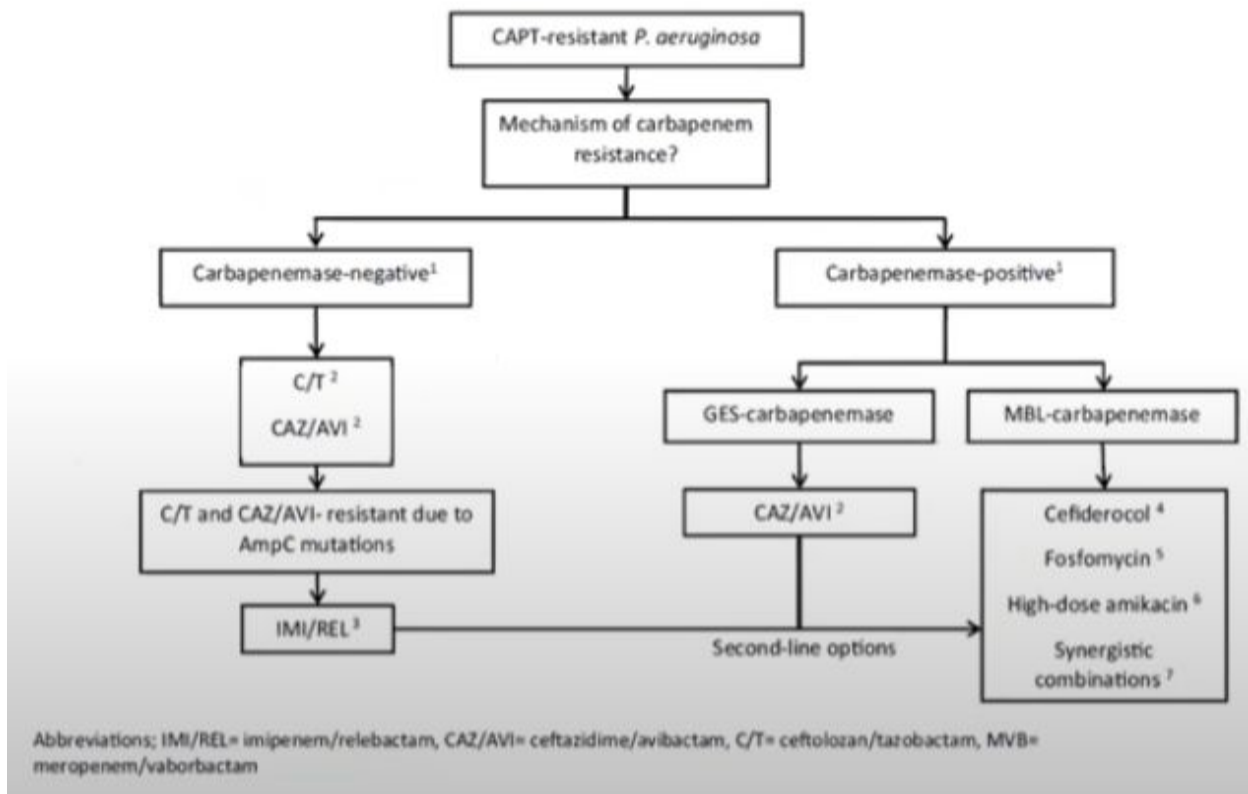 CAPT-resistant P. aeruginosa
Mechanism of carbapenem
resistance?
Carbapenemase-negative¹
Carbapenemase-positive¹
C/T ²
CAZ/AVI ²
GES-carbapenemase
MBL-carbapenemase
C/T and CAZ/AVI- resistant due to
AmpC mutations
CAZ/AVI ²
Cefiderocol ⁴
Fosfomycin ⁵
High-dose amikacin ⁶
Synergistic
combinations ⁷
IMI/REL ³
Second-line options
Abbreviations; IMI/REL= imipenem/relebactam, CAZ/AVI= ceftazidime/avibactam, C/T= ceftolozan/tazobactam, MVB=
meropenem/vaborbactam